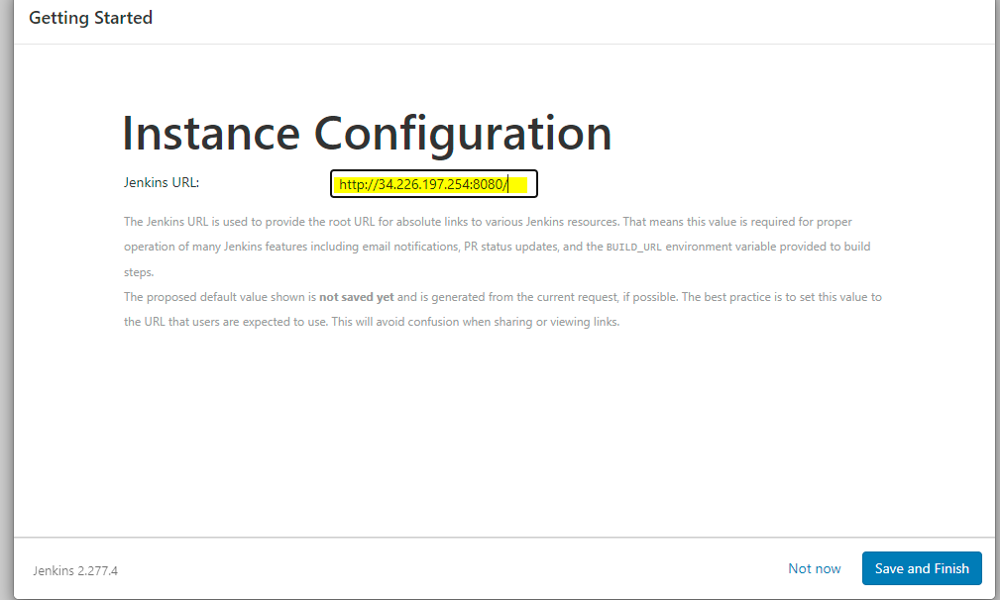 Getting Started
Instance Configuration
Jenkins URL:
http://34.226.197.254:8080/
The Jenkins URL is used to provide the root URL for absolute links to various Jenkins resources. That means this value is required for proper
operation of many Jenkins features including email notifications, PR status updates, and the BUILD_URL environment variable provided to build
steps.
The proposed default value shown is not saved yet and is generated from the current request, if possible. The best practice is to set this value to
the URL that users are expected to use. This will avoid confusion when sharing or viewing links.
Jenkins 2.277.4
Not now
Save and Finish